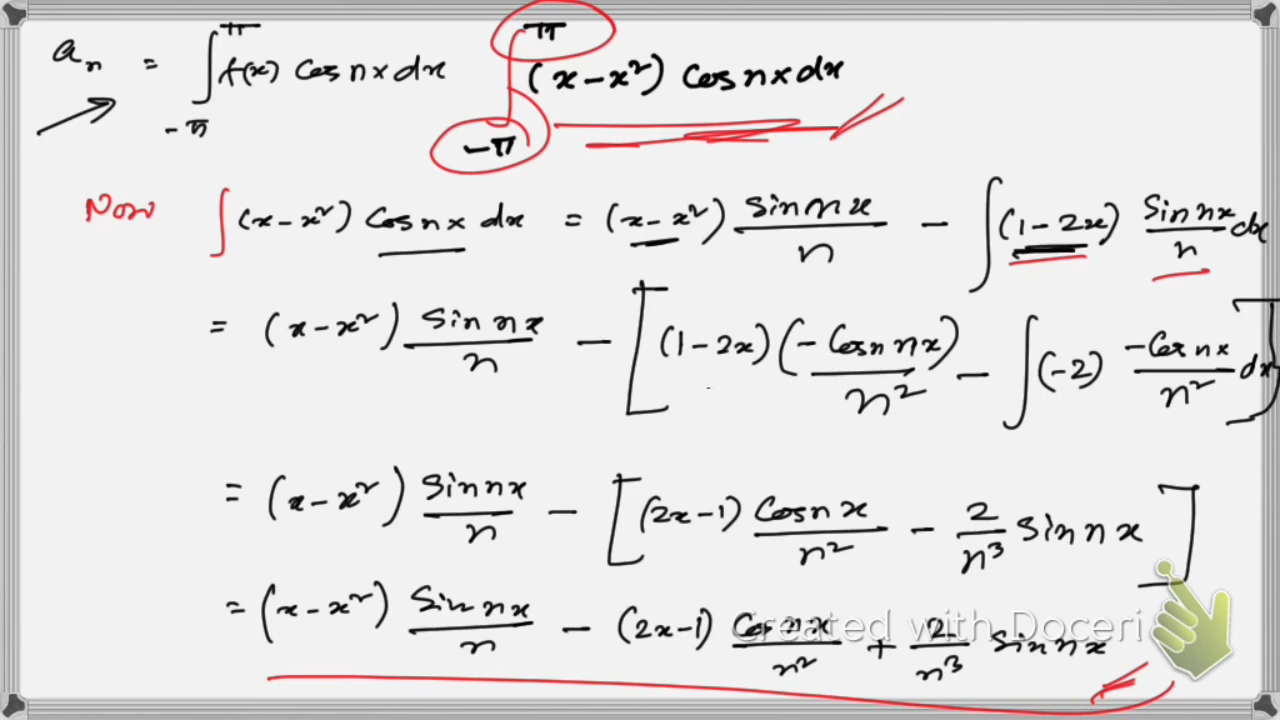 aₙ = ∫_{-π}^{π} f(x) Cos nx dx ∫_{-π}^{π} (x - x²) Cos nx dx
Now ∫ (x - x²) Cos nx dx = (x - x²) Sin nx / n - ∫ (1 - 2x) Sin nx / n dx
= (x - x²) Sin nx / n - [(1 - 2x) (-Cosn nx) / n² - ∫ (-2) -Cos nx / n² dx]
= (x - x²) Sin nx / n - [(2x - 1) Cos nx / n² - 2/n³ Sin nx]
= (x - x²) Sin nx / n - (2x - 1) Cos nx / n² + 2/n³ Sin nx
Created with Doceri